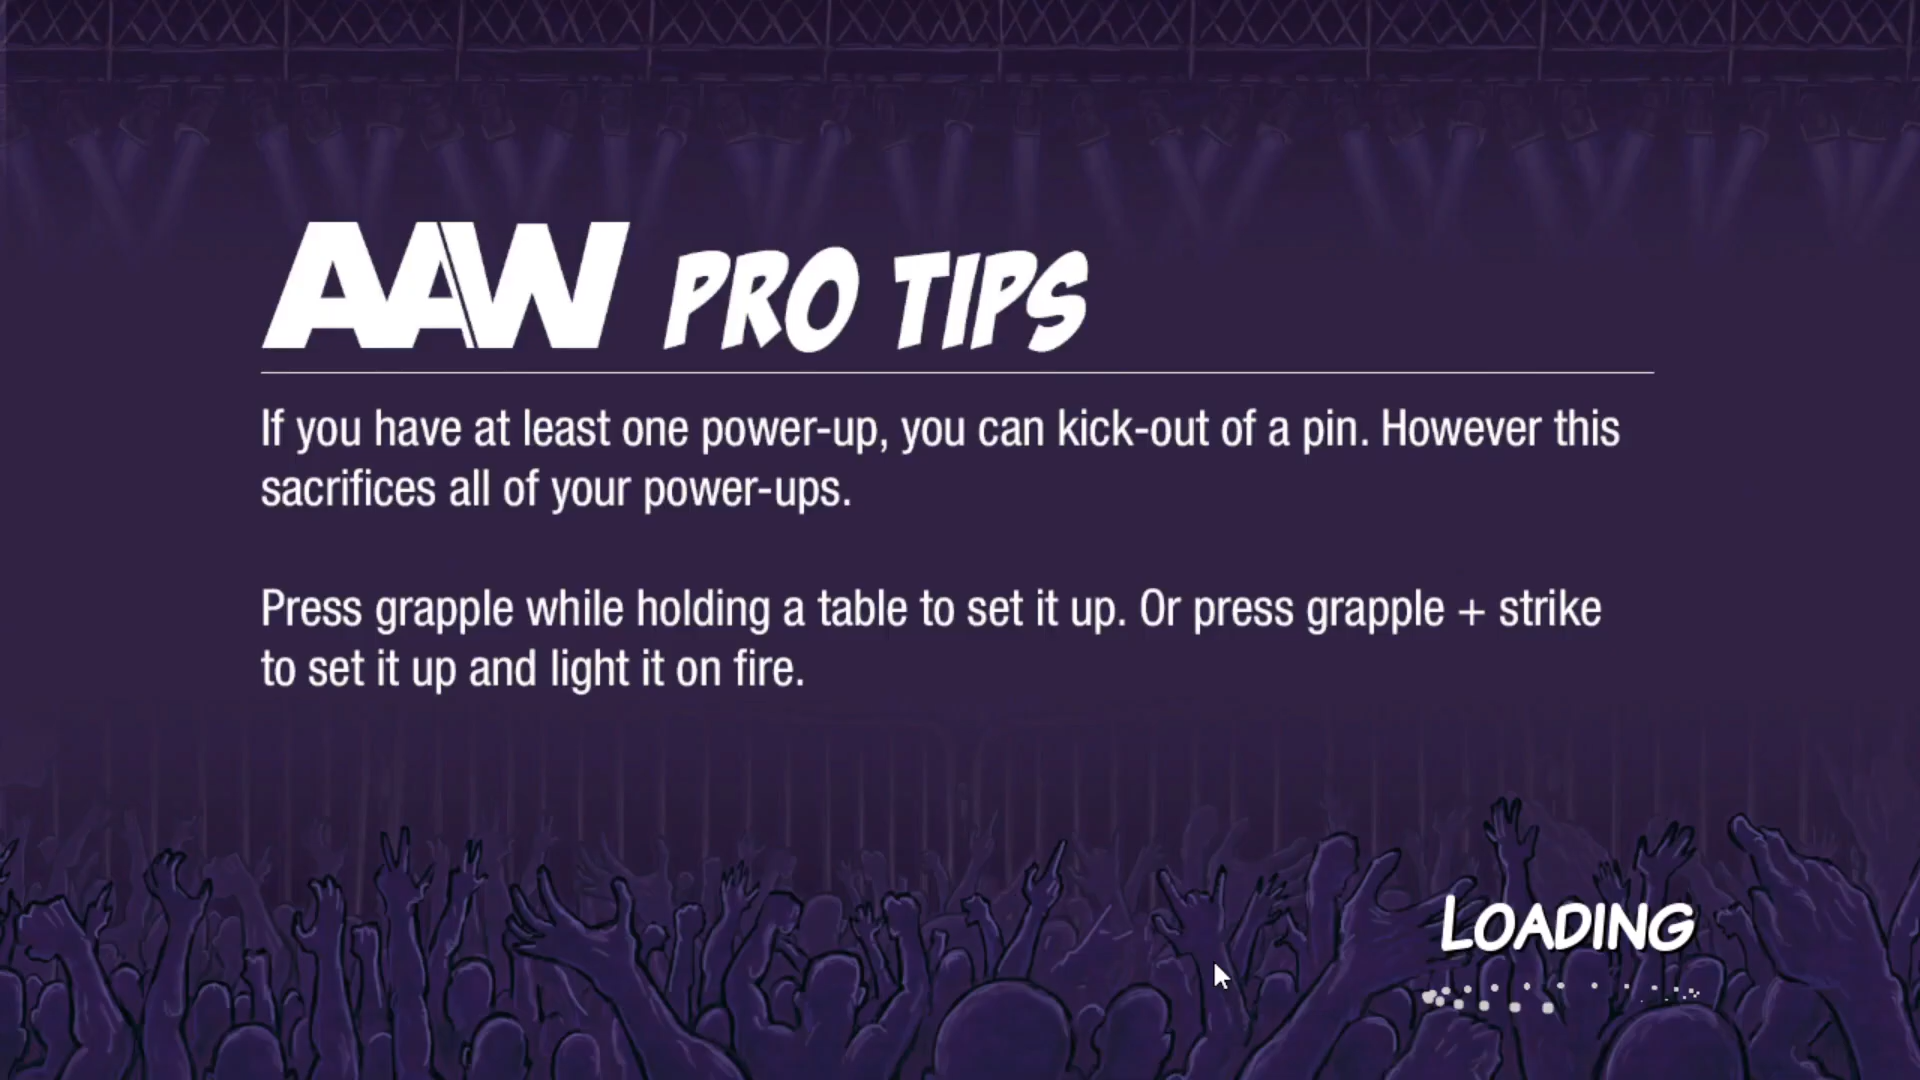 AAW PRO TIPS
If you have at least one power-up, you can kick-out of a pin. However this
sacrifices all of your power-ups.
Press grapple while holding a table to set it up. Or press grapple + strike
to set it up and light it on fire.
LOADING